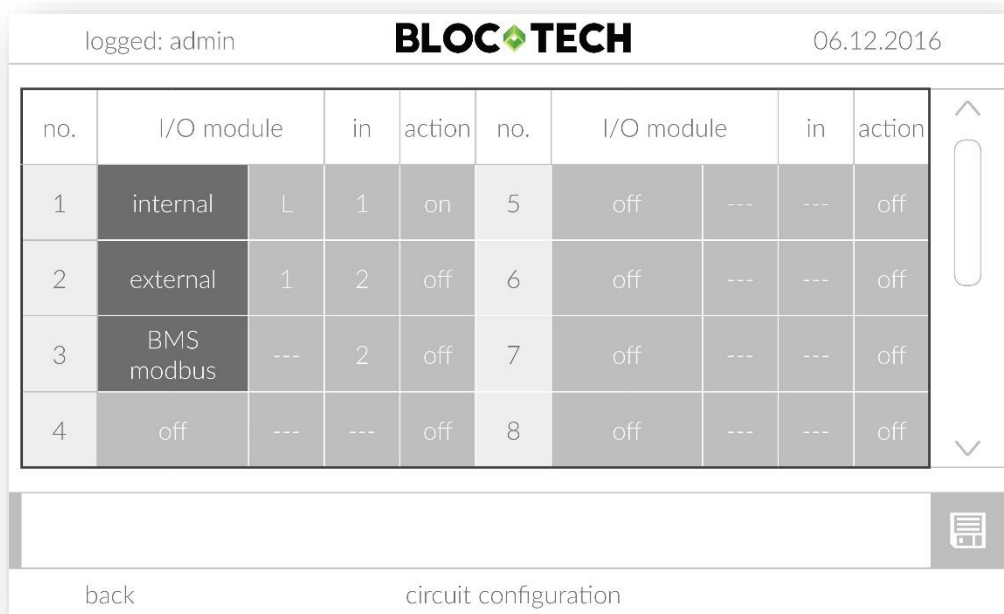 logged: admin BLOC TECH 06.12.2016
no. I/O module in action no. I/O module in action
1 internal L 1 on 5 off --- --- off
2 external 1 2 off 6 off --- --- off
3 BMS modbus --- 2 off 7 off --- --- off
4 off --- --- off 8 off --- --- off
back circuit configuration